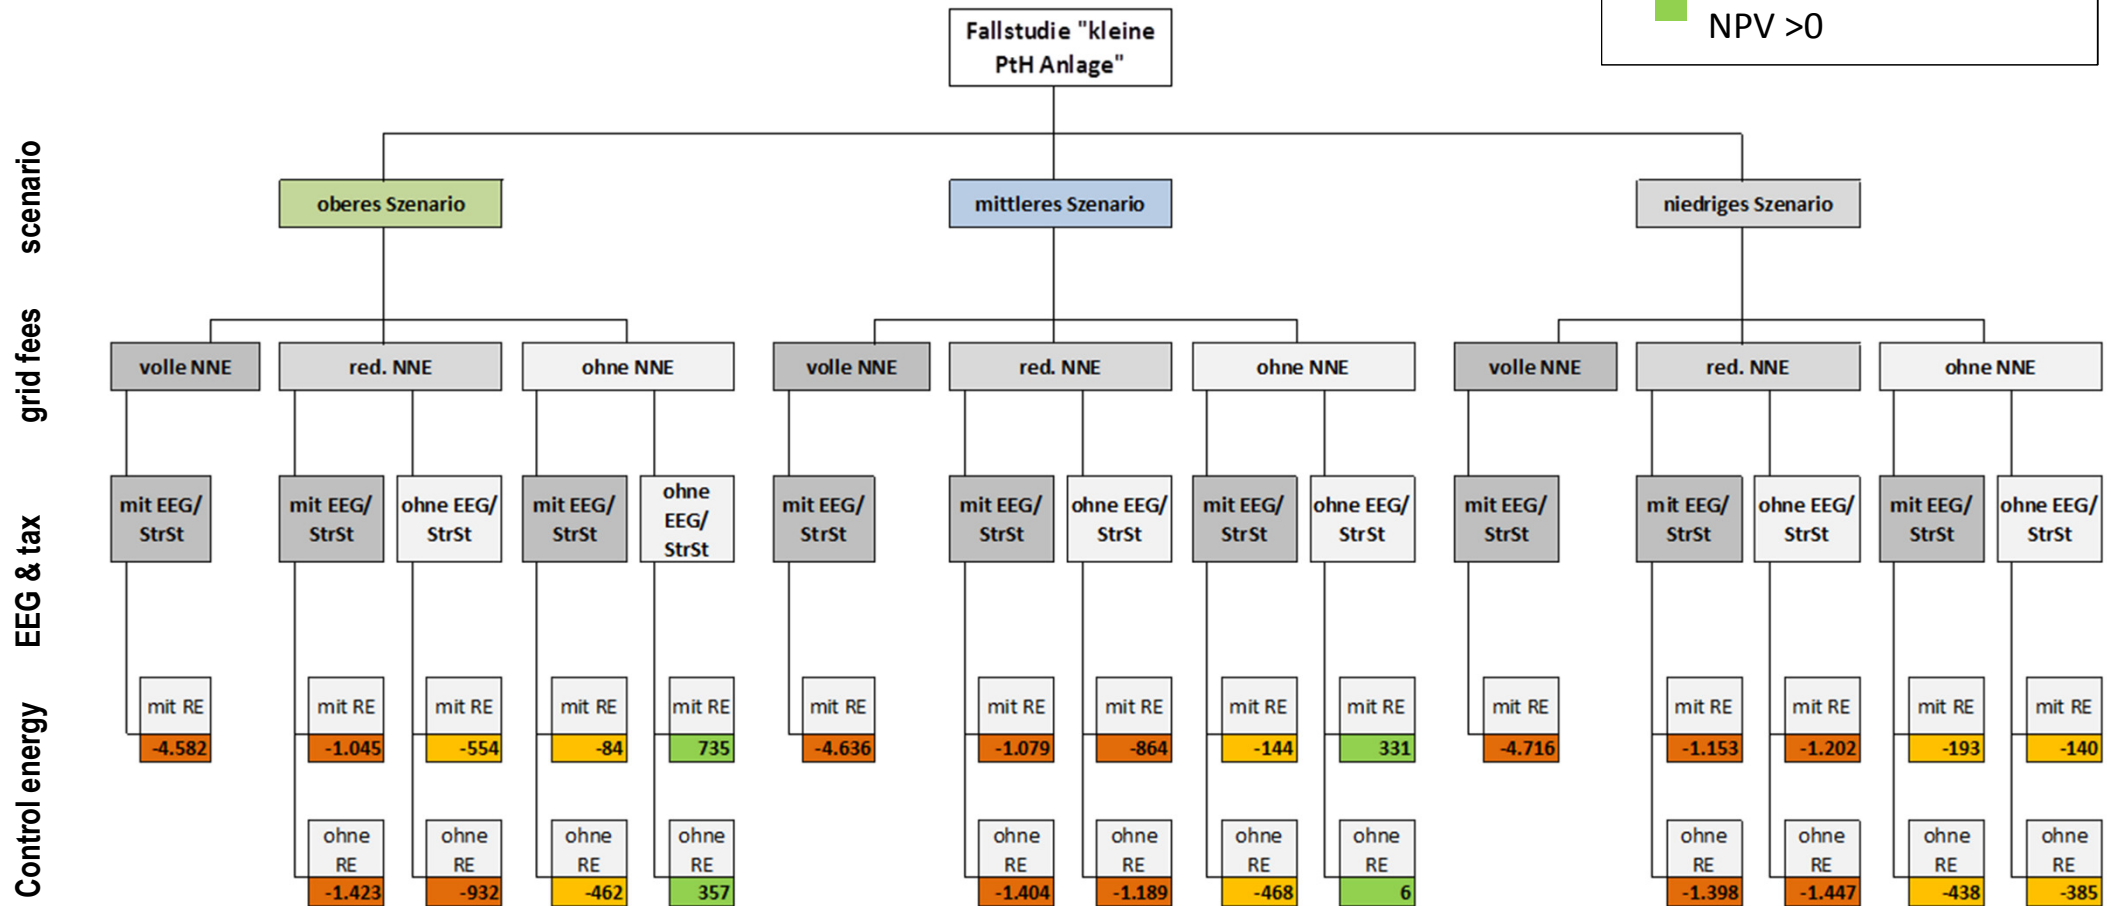 NPV >0
Fallstudie "kleine
PtH Anlage"
scenario
oberes Szenario
mittleres Szenario
niedriges Szenario
grid fees
volle NNE
red. NNE
ohne NNE
volle NNE
red. NNE
ohne NNE
volle NNE
red. NNE
ohne NNE
EEG & tax
mit EEG/
StrSt
mit EEG/
StrSt
ohne EEG/
StrSt
mit EEG/
StrSt
ohne
EEG/
StrSt
mit EEG/
StrSt
mit EEG/
StrSt
ohne EEG/
StrSt
mit EEG/
StrSt
ohne EEG/
StrSt
mit EEG/
StrSt
mit EEG/
StrSt
ohne EEG/
StrSt
mit EEG/
StrSt
ohne EEG/
StrSt
Control energy
mit RE
-4.582
mit RE
-1.045
mit RE
-554
mit RE
-84
mit RE
735
mit RE
-4.636
mit RE
-1.079
mit RE
-864
mit RE
-144
mit RE
331
mit RE
-4.716
mit RE
-1.153
mit RE
-1.202
mit RE
-193
mit RE
-140
ohne
RE
-1.423
ohne
RE
-932
ohne
RE
-462
ohne
RE
357
ohne
RE
-1.404
ohne
RE
-1.189
ohne
RE
-468
ohne
RE
6
ohne
RE
-1.398
ohne
RE
-1.447
ohne
RE
-438
ohne
RE
-385